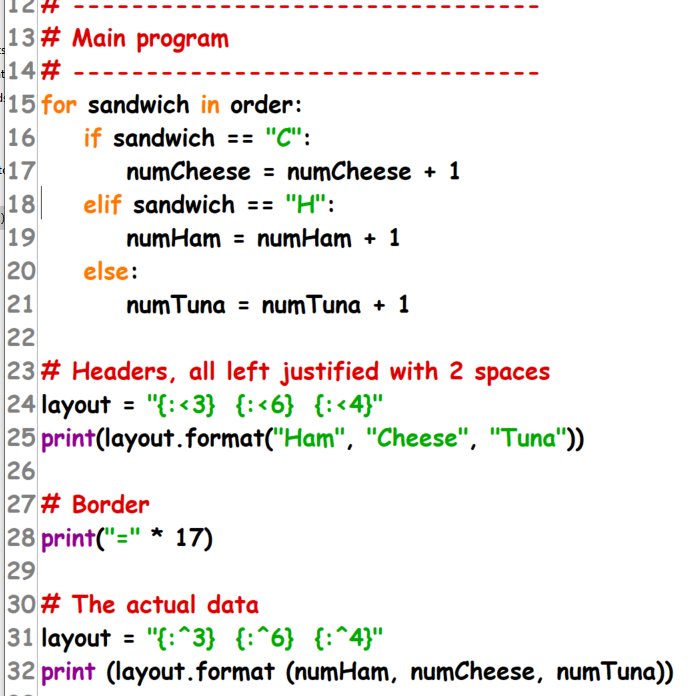 12 # --------------------------------
13 # Main program
14 # --------------------------------
15 for sandwich in order:
16     if sandwich == "C":
17         numCheese = numCheese + 1
18     elif sandwich == "H":
19         numHam = numHam + 1
20     else:
21         numTuna = numTuna + 1
22
23 # Headers, all left justified with 2 spaces
24 layout = "{:<3}  {:<6}  {:<4}"
25 print(layout.format("Ham", "Cheese", "Tuna"))
26
27 # Border
28 print("=" * 17)
29
30 # The actual data
31 layout = "{:^3}  {:^6}  {:^4}"
32 print (layout.format (numHam, numCheese, numTuna))